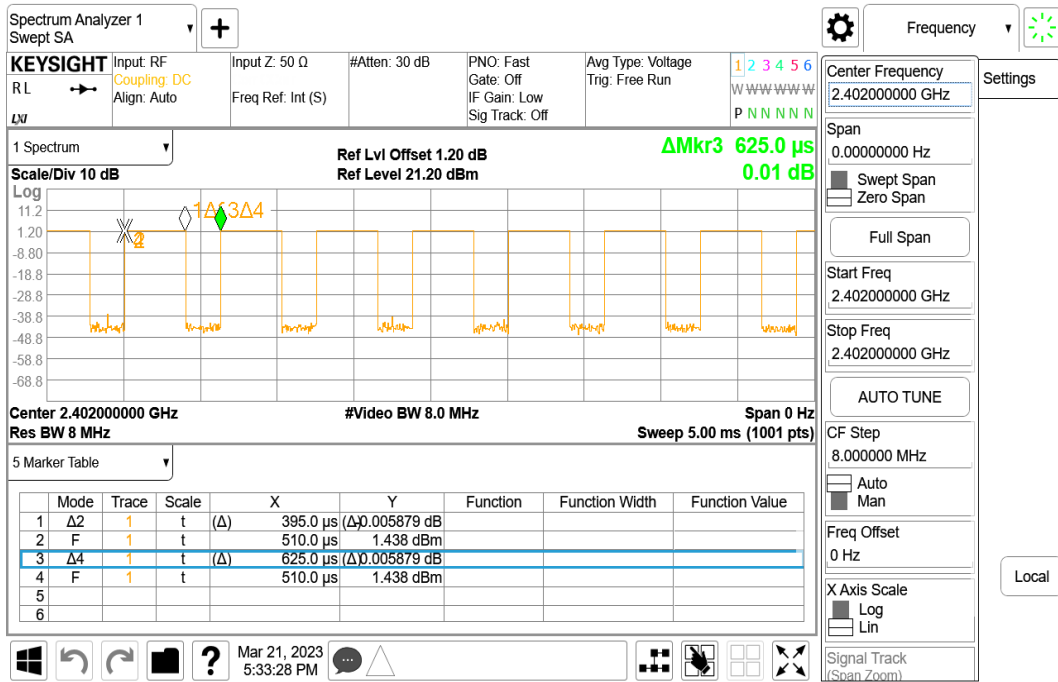 Spectrum Analyzer 1
Swept SA
Frequency
KEYSIGHT
RL
LXI
Input: RF
Coupling: DC
Align: Auto
Input Z: 50 Ω
Freq Ref: Int (S)
#Atten: 30 dB
PNO: Fast
Gate: Off
IF Gain: Low
Sig Track: Off
Avg Type: Voltage
Trig: Free Run
1 2 3 4 5 6
W W W W W W
P N N N N N
1 Spectrum
Scale/Div 10 dB
Ref Lvl Offset 1.20 dB
Ref Level 21.20 dBm
ΔMkr3 625.0 µs
0.01 dB
Log
11.2
1.20
-8.80
-18.8
-28.8
-38.8
-48.8
-58.8
-68.8
3Δ4
Center 2.402000000 GHz
#Video BW 8.0 MHz
Span 0 Hz
Res BW 8 MHz
Sweep 5.00 ms (1001 pts)
5 Marker Table
Mode Trace Scale X Y Function Function Width Function Value
1 Δ2 1 t (Δ) 395.0 µs (Δ) -0.005879 dB
2 F 1 t 510.0 µs 1.438 dBm
3 Δ4 1 t (Δ) 625.0 µs (Δ) 0.005879 dB
4 F 1 t 510.0 µs 1.438 dBm
5
6
Mar 21, 2023
5:33:28 PM
Center Frequency
2.402000000 GHz
Settings
Span
0.00000000 Hz
Swept Span
Zero Span
Full Span
Start Freq
2.402000000 GHz
Stop Freq
2.402000000 GHz
AUTO TUNE
CF Step
8.000000 MHz
Auto
Man
Freq Offset
0 Hz
X Axis Scale
Log
Lin
Signal Track
(Span Zoom)
Local